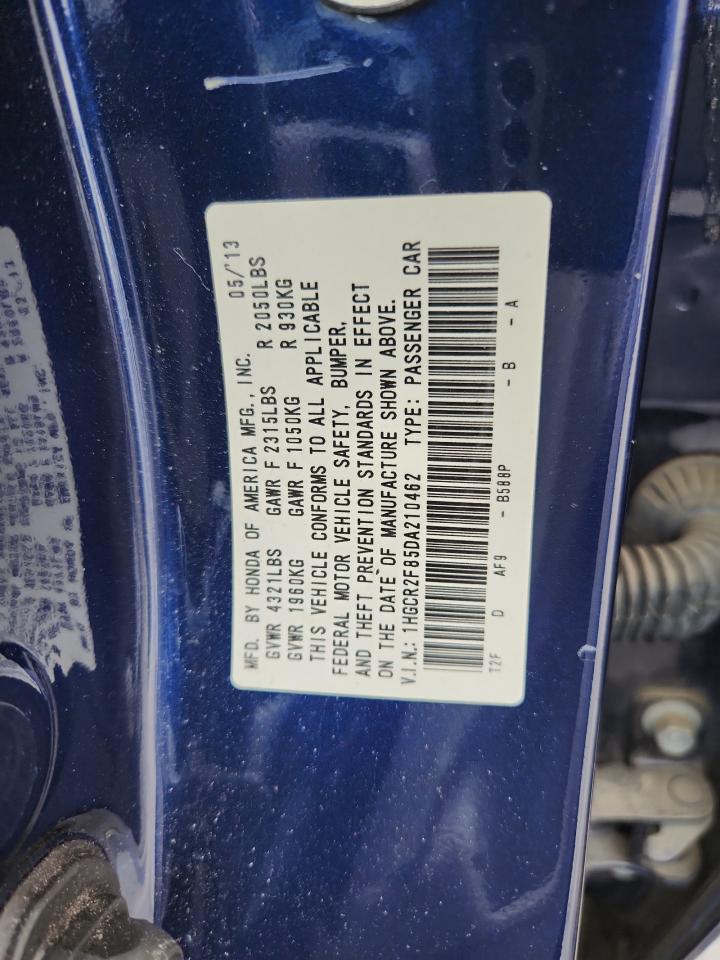 MFD. BY HONDA OF AMERICA MFG., INC. 05/'13
GVWR 4321LBS GAWR F 2315LBS R 2050LBS
GVWR 1960KG GAWR F 1050KG R 930KG
THIS VEHICLE CONFORMS TO ALL APPLICABLE
FEDERAL MOTOR VEHICLE SAFETY, BUMPER,
AND THEFT PREVENTION STANDARDS IN EFFECT
ON THE DATE OF MANUFACTURE SHOWN ABOVE.
V.I.N.: 1HGCR2F85DA210462 TYPE: PASSENGER CAR
T2F D AF9 - B588P - B - A